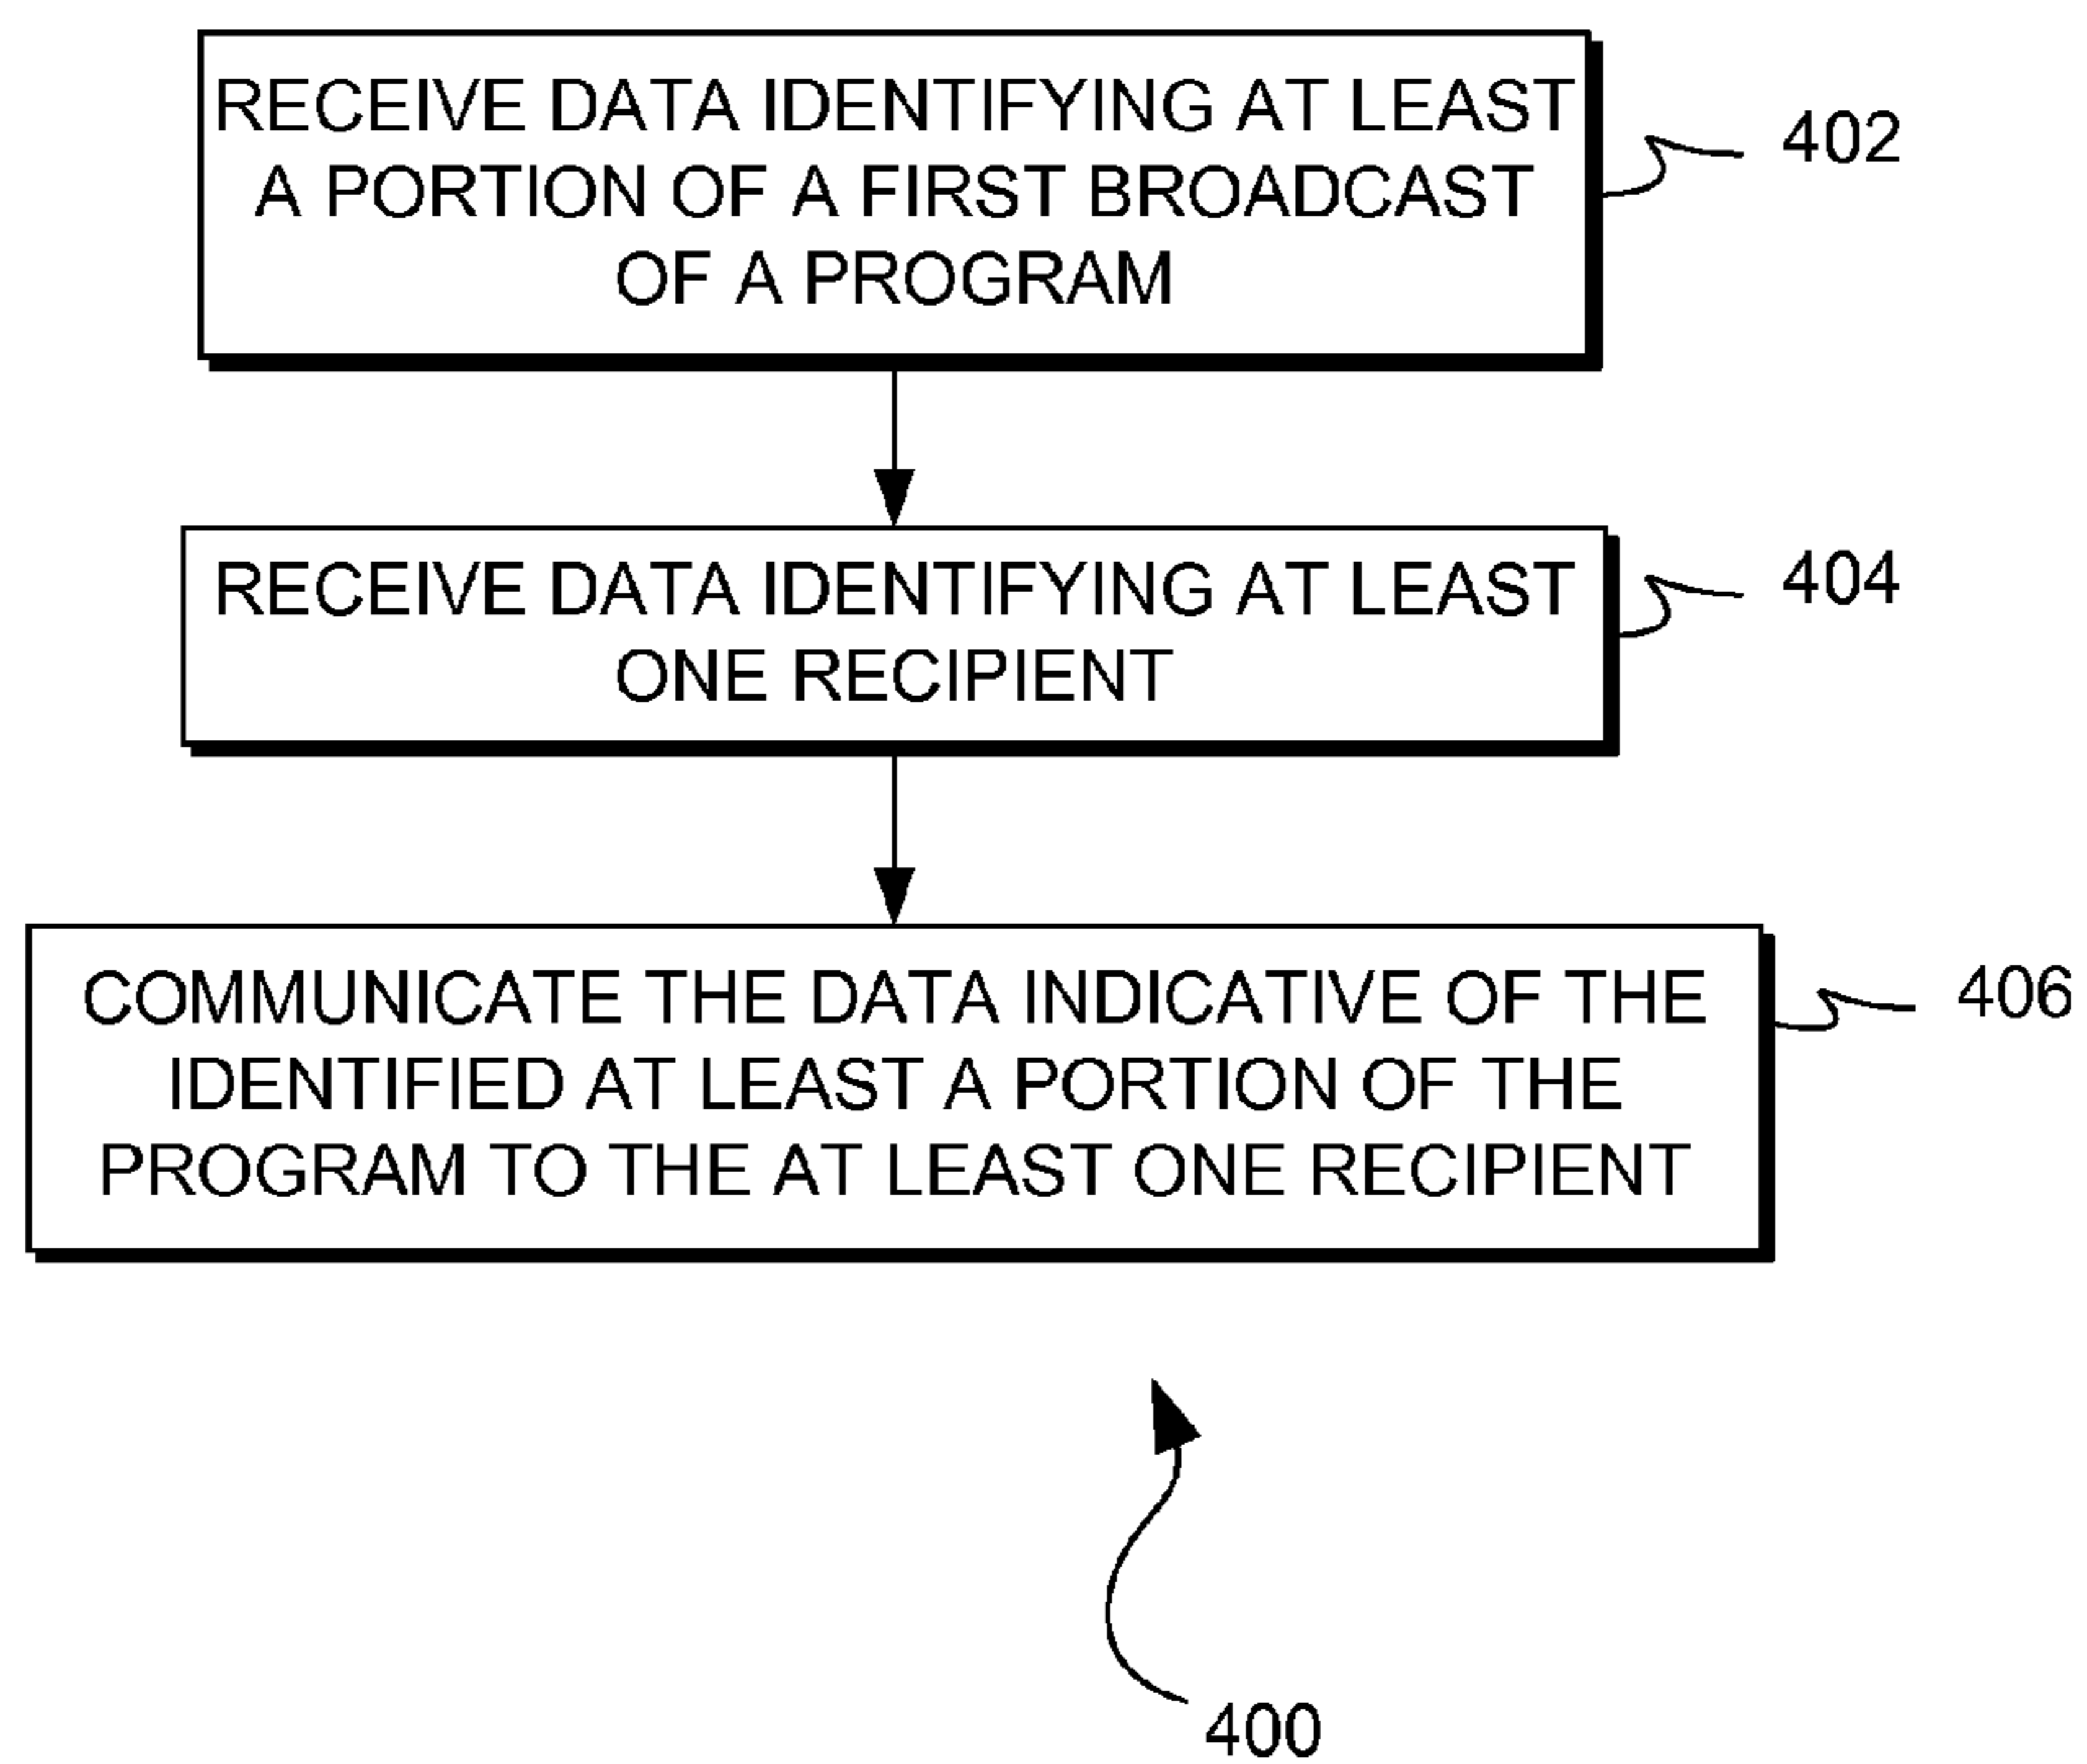 RECEIVE DATA IDENTIFYING AT LEAST
A PORTION OF A FIRST BROADCAST
OF A PROGRAM
402
RECEIVE DATA IDENTIFYING AT LEAST
ONE RECIPIENT
404
COMMUNICATE THE DATA INDICATIVE OF THE
IDENTIFIED AT LEAST A PORTION OF THE
PROGRAM TO THE AT LEAST ONE RECIPIENT
406
400